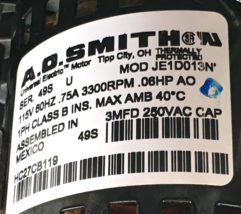 A.O.SMITH
Universal Electric™ Motor Tipp City, OH THERMALLY PROTECTED
SER. 49S U MOD JE1D013N
115V 60HZ .75A 3300RPM .06HP AO
1PH CLASS B INS. MAX AMB 40°C
ASSEMBLED IN 49S 3MFD 250VAC CAP
MEXICO
HC27CB119